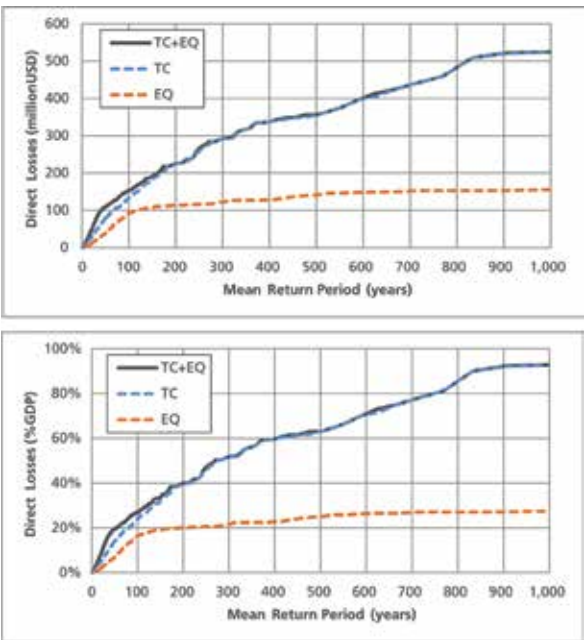 600
500
400
300
200
100
0
Direct Losses (millionUSD)
TC+EQ
TC
EQ
0 100 200 300 400 500 600 700 800 900 1,000
Mean Return Period (years)
100%
80%
60%
40%
20%
0%
Direct Losses (%GDP)
TC+EQ
TC
EQ
0 100 200 300 400 500 600 700 800 900 1,000
Mean Return Period (years)